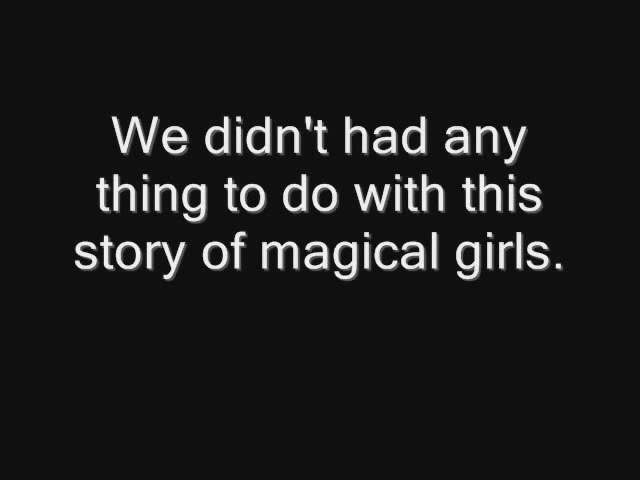 We didn't had any
thing to do with this
story of magical girls.